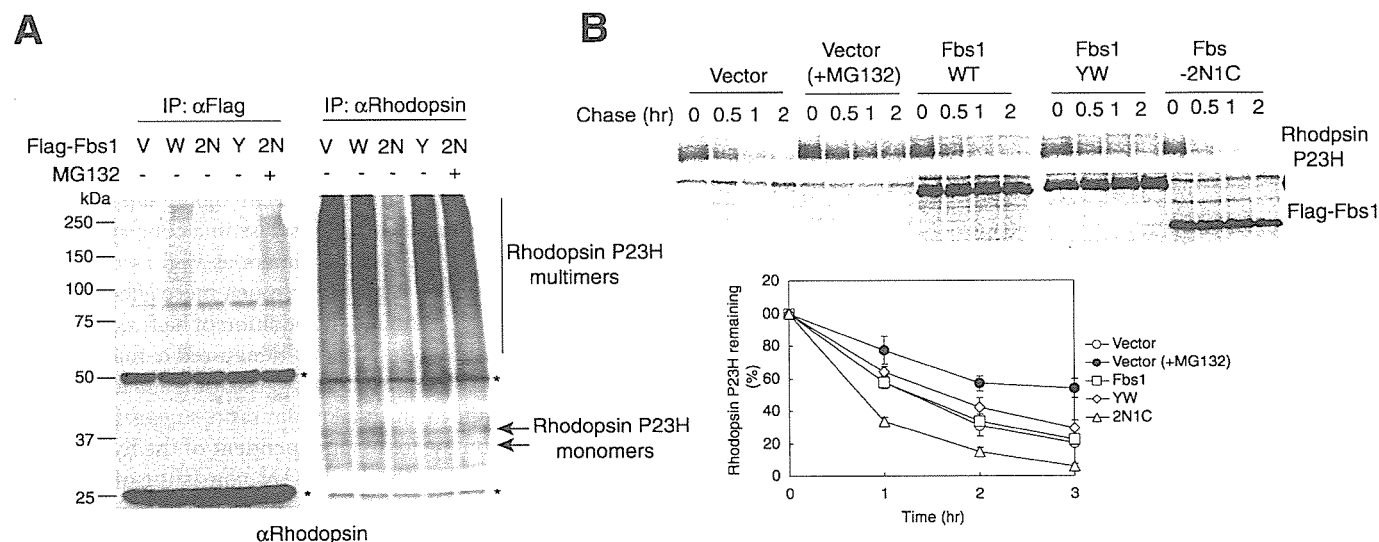 A
IP: αFlag
IP: αRhodopsin
Flag-Fbs1
V W 2N Y 2N
V W 2N Y 2N
MG132
- - - - +
- - - - +
kDa
250
150
100
75
50
37
25
*
*
*
*
Rhodopsin P23H
multimers
Rhodopsin P23H
monomers
αRhodopsin
B
Vector
Vector
(+MG132)
Fbs1
WT
Fbs1
YW
Fbs
-2N1C
Chase (hr)
0 0.5 1 2
0 0.5 1 2
0 0.5 1 2
0 0.5 1 2
0 0.5 1 2
Rhodpsin
P23H
Flag-Fbs1
Rhodopsin P23H remaining
(%)
20
00
80
60
40
20
0
0 1 2 3
Time (hr)
Vector
Vector (+MG132)
Fbs1
YW
2N1C